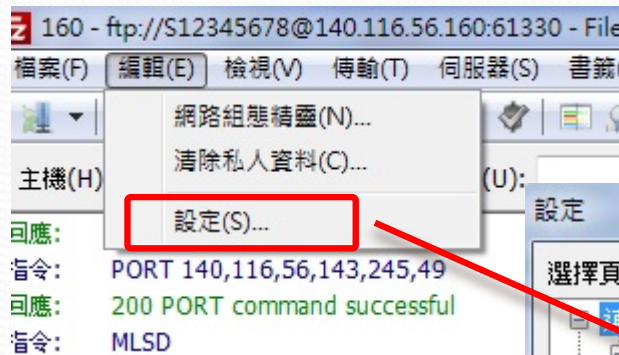 160 - ftp://S12345678@140.116.56.160:61330 - File
檔案(F) 編輯(E) 檢視(V) 傳輸(T) 伺服器(S) 書籤
網路組態精靈(N)...
清除私人資料(C)...
主機(H) (U):
設定(S)...
設定
回應:
選擇頁
指令: PORT 140,116,56,143,245,49
回應: 200 PORT command successful
指令: MLSD